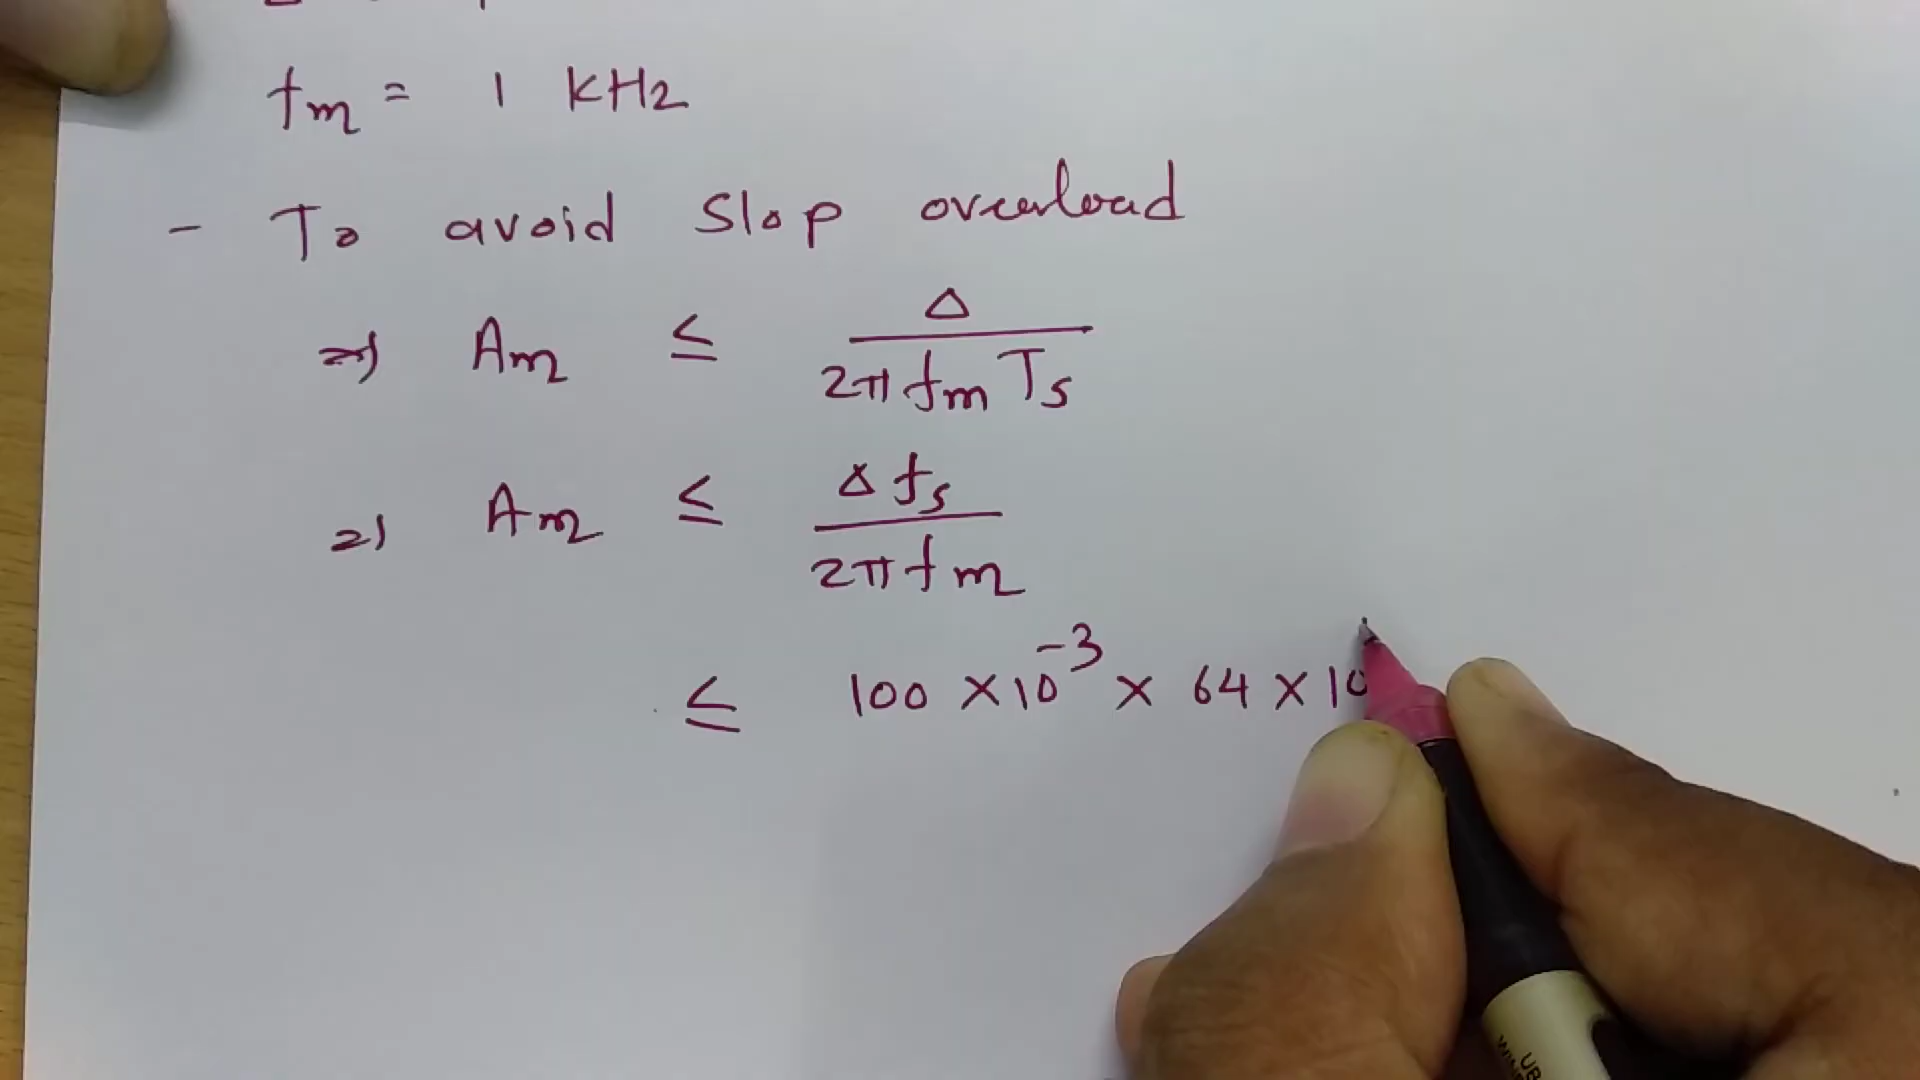 fm = 1 KHz
- To avoid Slop overload
⇒ Am ≤ Δ / 2π fm Ts
⇒ Am ≤ Δ fs / 2π fm
≤ 100 × 10^-3 × 64 × 10
UB